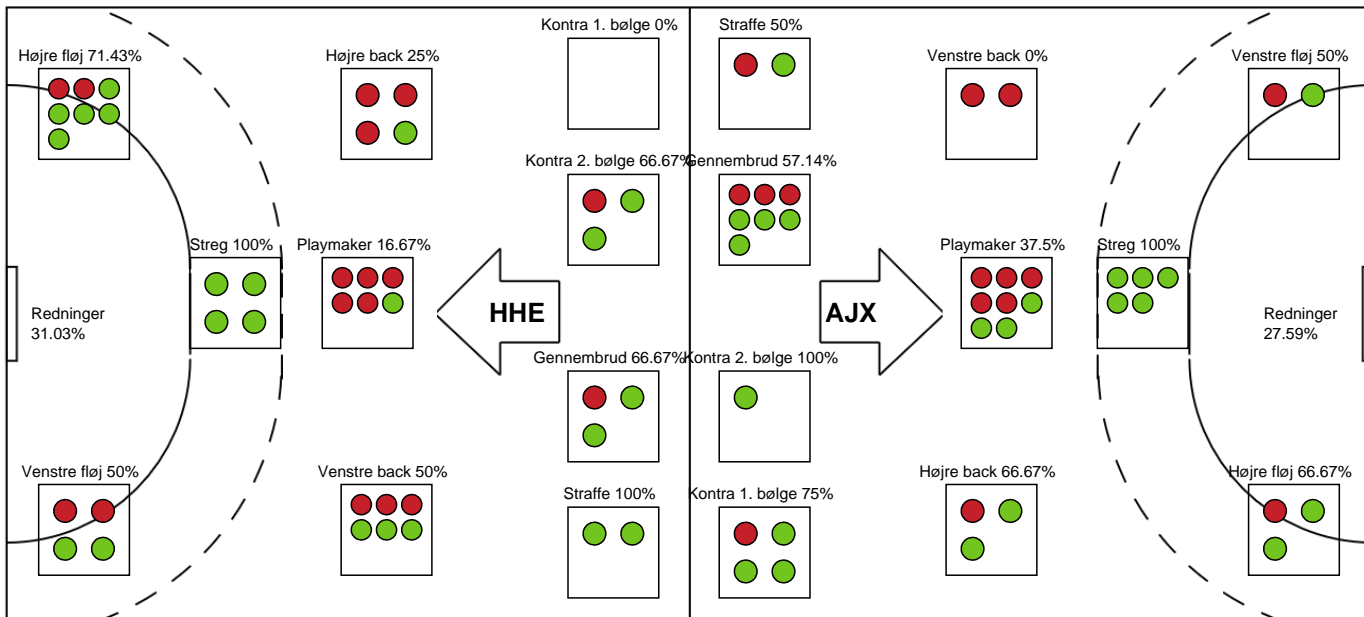 Kontra 1. bølge 0%
Straffe 50%
Højre fløj 71.43%
Højre back 25%
Venstre back 0%
Venstre fløj 50%
Kontra 2. bølge 66.67%
Gennembrud 57.14%
Streg 100%
Playmaker 16.67%
Playmaker 37.5%
Streg 100%
Redninger
31.03%
HHE
AJX
Redninger
27.59%
Gennembrud 66.67%
Kontra 2. bølge 100%
Venstre fløj 50%
Venstre back 50%
Straffe 100%
Kontra 1. bølge 75%
Højre back 66.67%
Højre fløj 66.67%